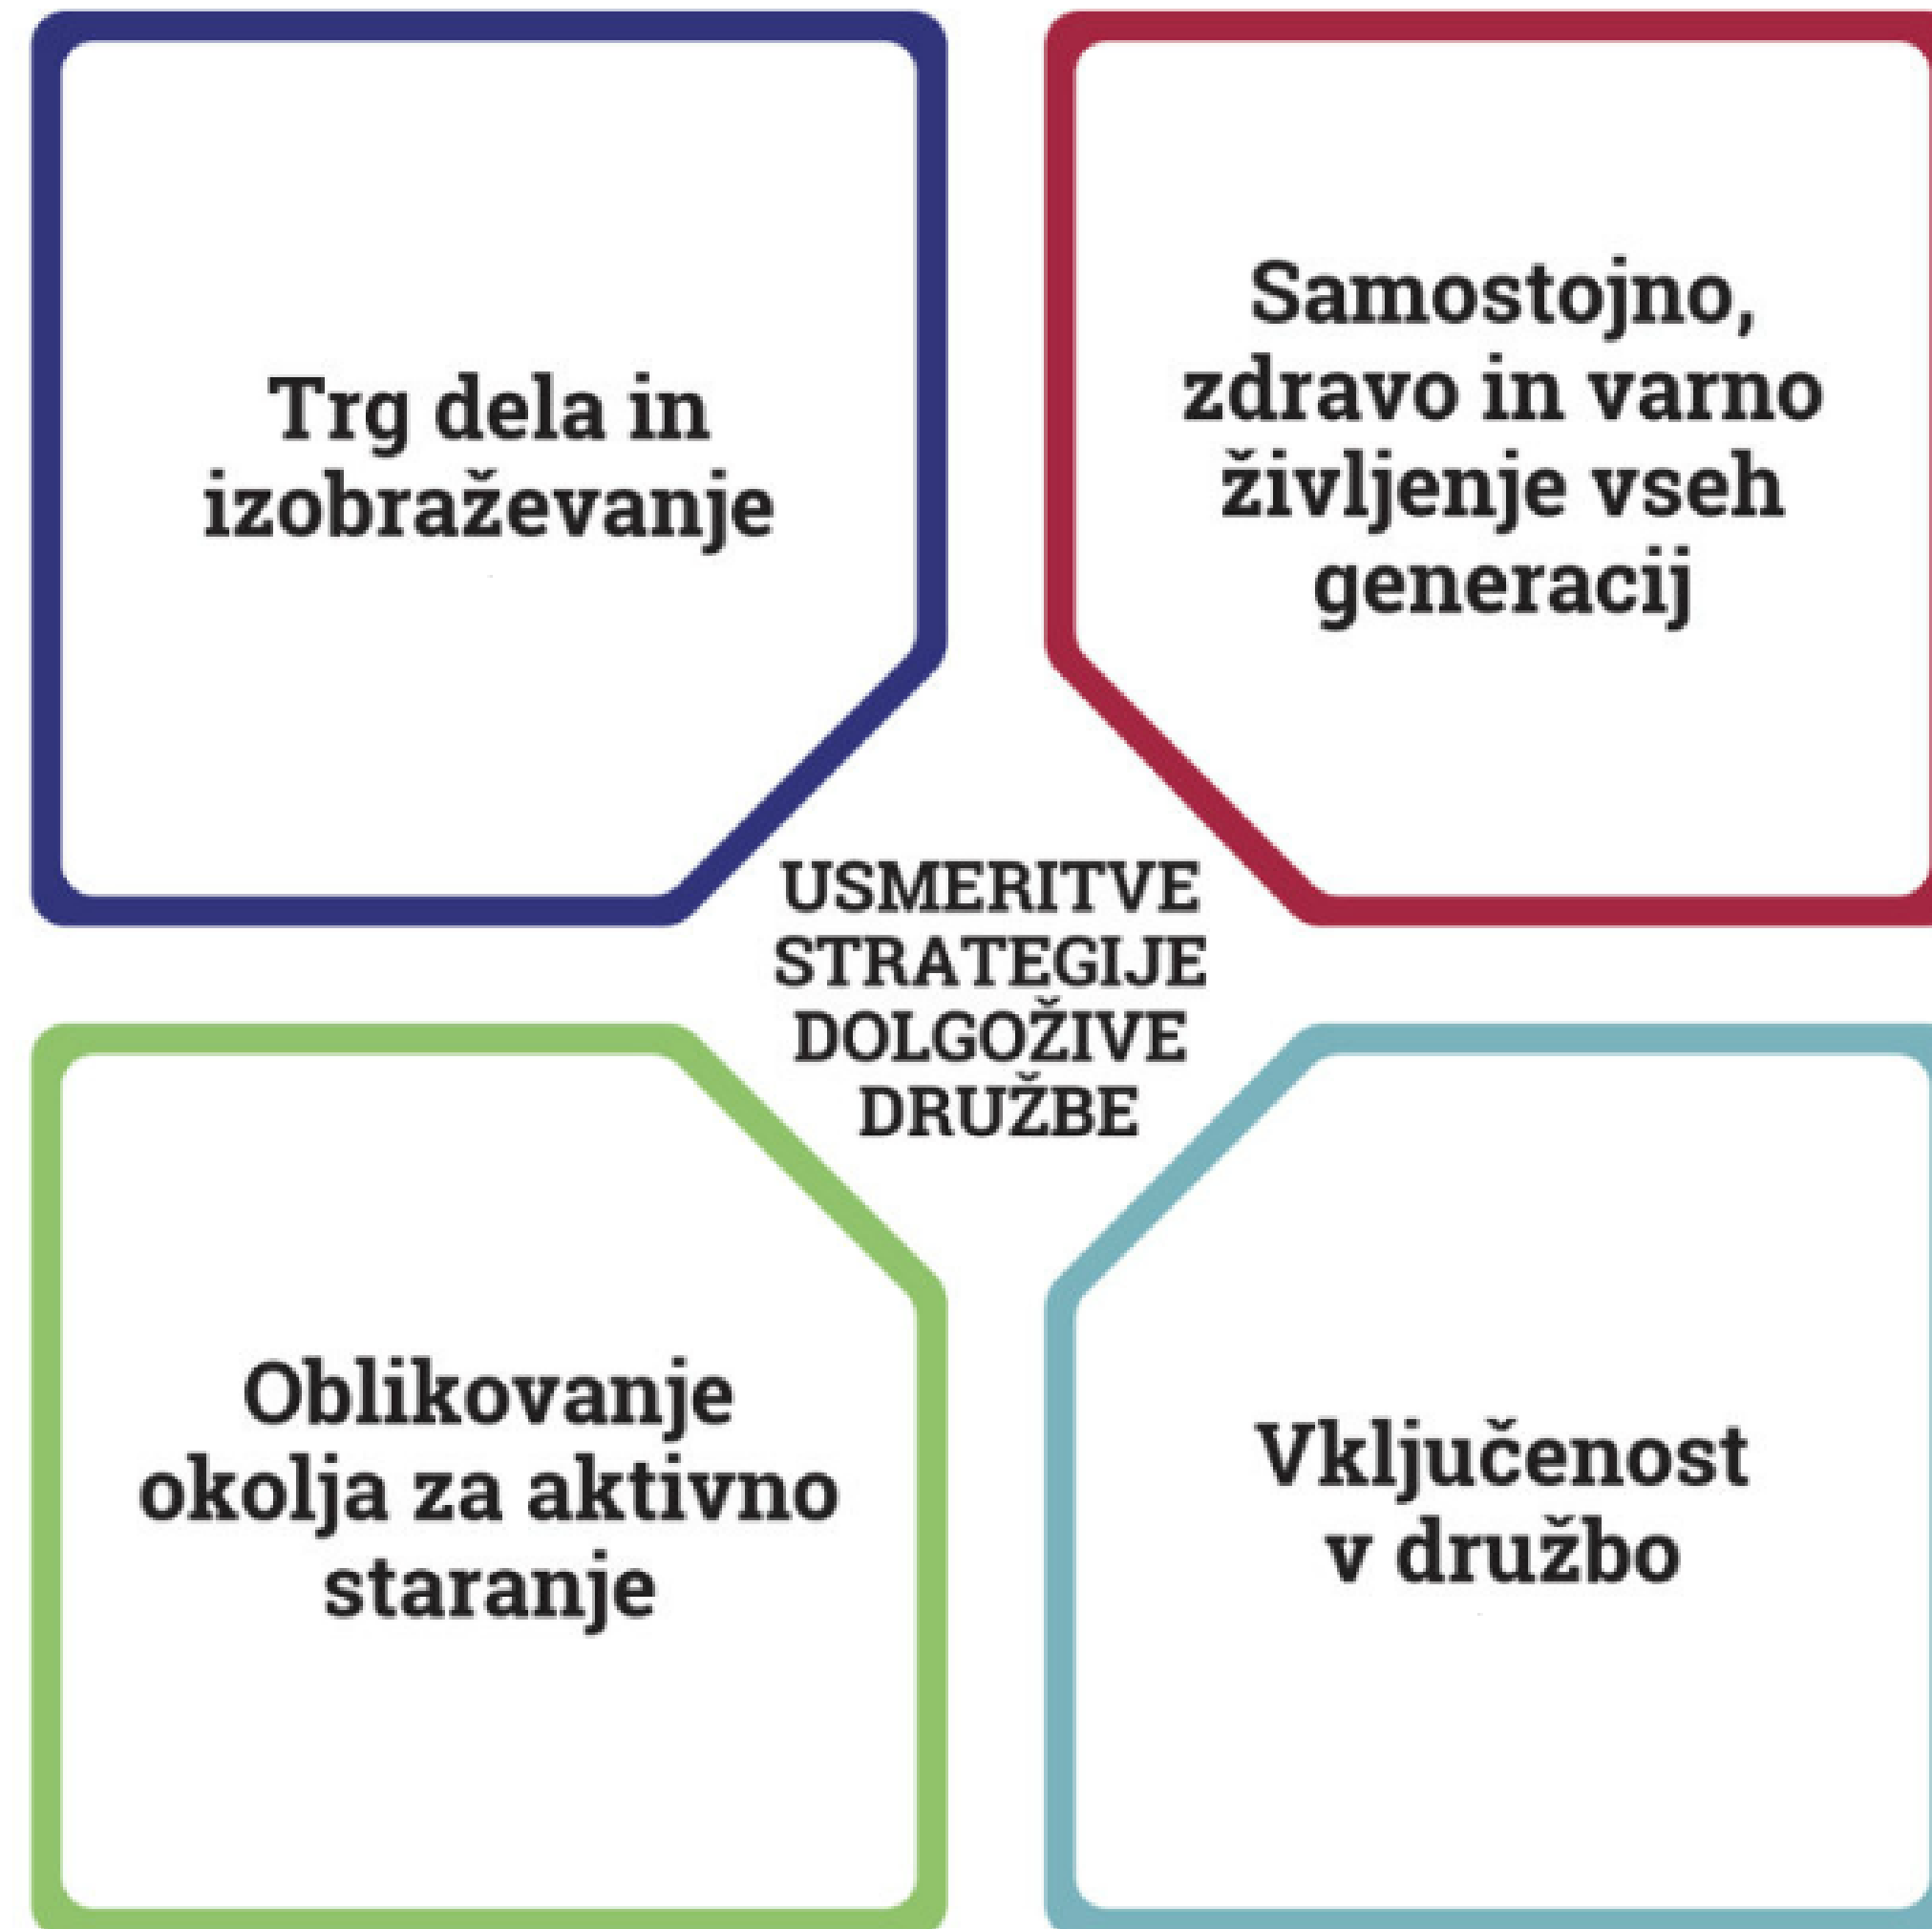 Trg dela in
izobraževanje
Samostojno,
zdravo in varno
življenje vseh
generacij
USMERITVE
STRATEGIJE
DOLGOŽIVE
DRUŽBE
Oblikovanje
okolja za aktivno
staranje
Vključenost
v družbo